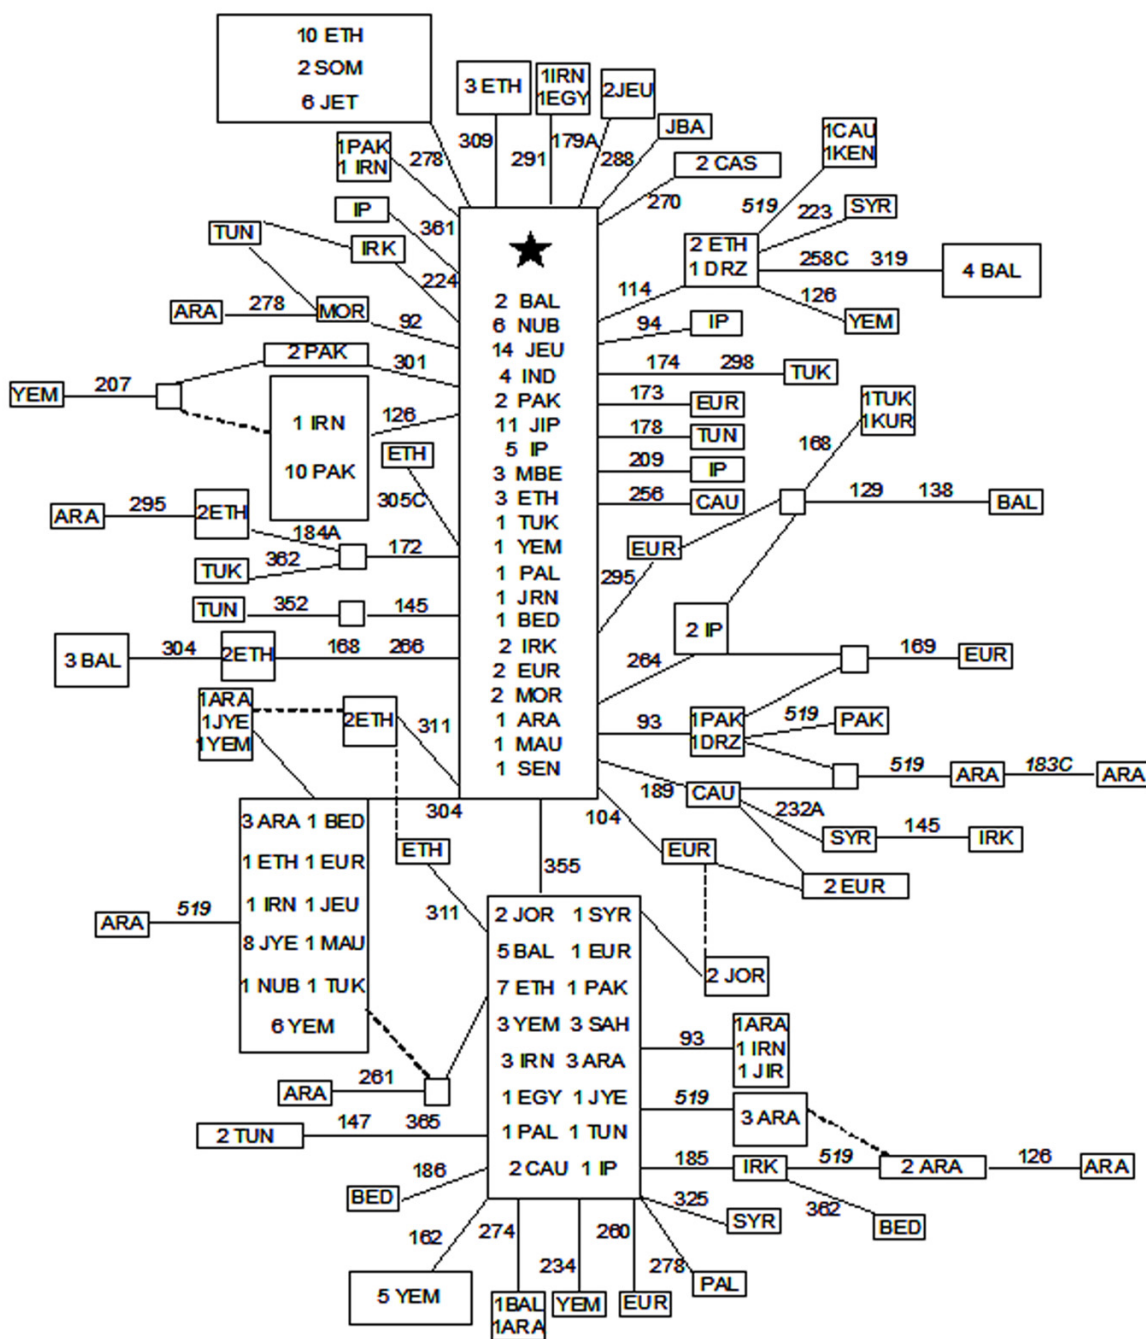 10 ETH
2 SOM
6 JET
3 ETH
1IRN
1EGY
2JEU
JBA
2 CAS
1CAU
1KEN
1PAK
1 IRN
278
309
291
179A
288
270
519
223
SYR
IP
361
TUN
IRK
224
2 ETH
1 DRZ
258C
319
4 BAL
114
126
YEM
ARA
278
MOR
92
94
IP
2 PAK
301
174
298
TUK
YEM
207
1 IRN
10 PAK
126
173
EUR
1TUK
1KUR
178
TUN
168
ETH
209
IP
305C
256
CAU
129
138
BAL
ARA
295
2ETH
184A
172
TUK
362
EUR
295
TUN
352
145
3 BAL
304
2ETH
168
266
2 IP
264
169
EUR
2 BAL
6 NUB
14 JEU
4 IND
2 PAK
11 JIP
5 IP
3 MBE
3 ETH
1 TUK
1 YEM
1 PAL
1 JRN
1 BED
2 IRK
2 EUR
2 MOR
1 ARA
1 MAU
1 SEN
1ARA
1JYE
1YEM
2ETH
311
93
1PAK
1DRZ
519
PAK
519
ARA
183C
ARA
189
CAU
232A
SYR
145
IRK
304
104
EUR
2 EUR
ETH
355
311
3 ARA 1 BED
1 ETH 1 EUR
1 IRN 1 JEU
8 JYE 1 MAU
1 NUB 1 TUK
6 YEM
ARA
519
2 JOR 1 SYR
5 BAL 1 EUR
7 ETH 1 PAK
3 YEM 3 SAH
3 IRN 3 ARA
1 EGY 1 JYE
1 PAL 1 TUN
2 CAU 1 IP
2 JOR
93
1ARA
1 IRN
1 JIR
ARA
261
519
3 ARA
2 TUN
147
365
185
IRK
519
2 ARA
126
ARA
186
BED
325
SYR
362
BED
162
274
234
260
278
PAL
5 YEM
1BAL
1ARA
YEM
EUR